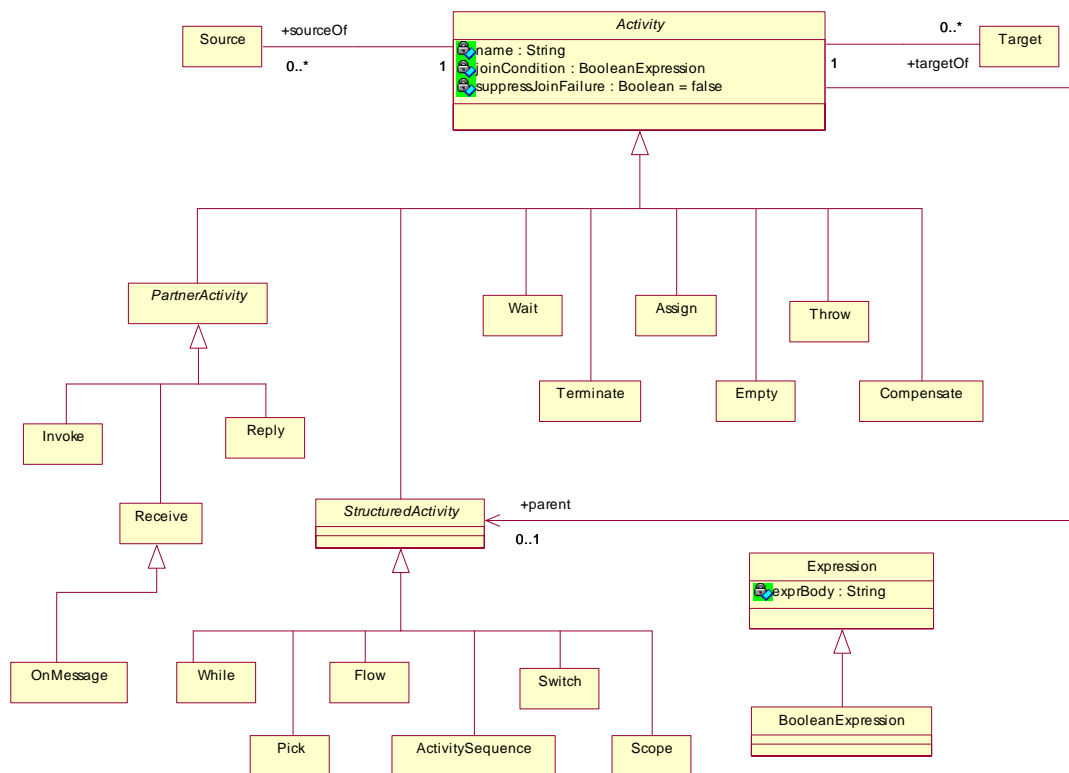 Activity
Source
+sourceOf
0..*
1
name : String
joinCondition : BooleanExpression
suppressJoinFailure : Boolean = false
0..*
Target
1
+targetOf
PartnerActivity
Wait
Assign
Throw
Terminate
Empty
Compensate
Invoke
Reply
Receive
StructuredActivity
+parent
0..1
Expression
exprBody : String
OnMessage
While
Flow
Switch
BooleanExpression
Pick
ActivitySequence
Scope